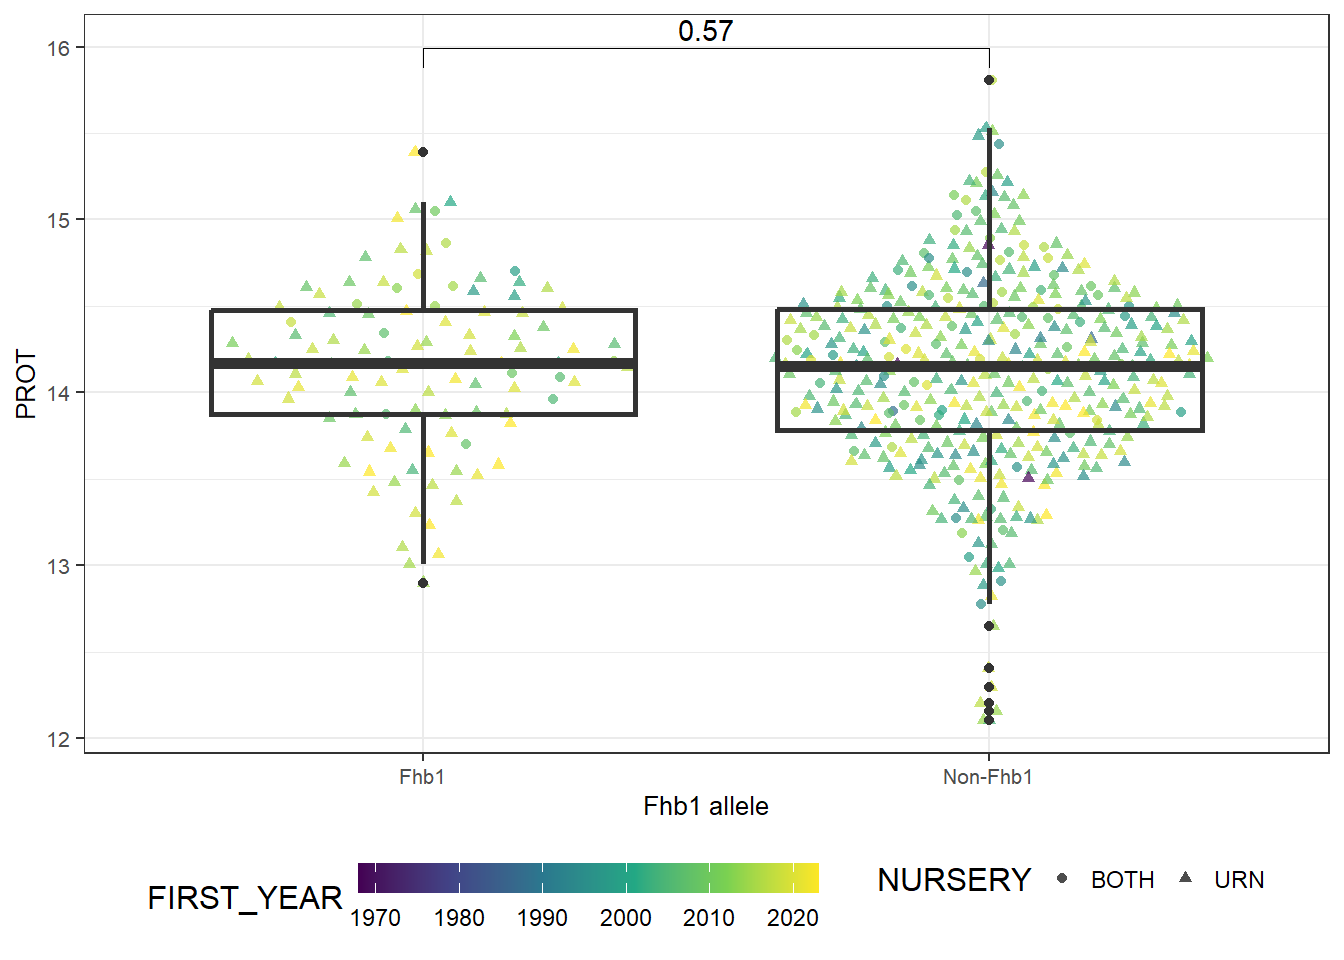 0.57
16
15
14
13
12
PROT
Fhb1 Non-Fhb1
Fhb1 allele
FIRST_YEAR
1970 1980 1990 2000 2010 2020
NURSERY BOTH URN